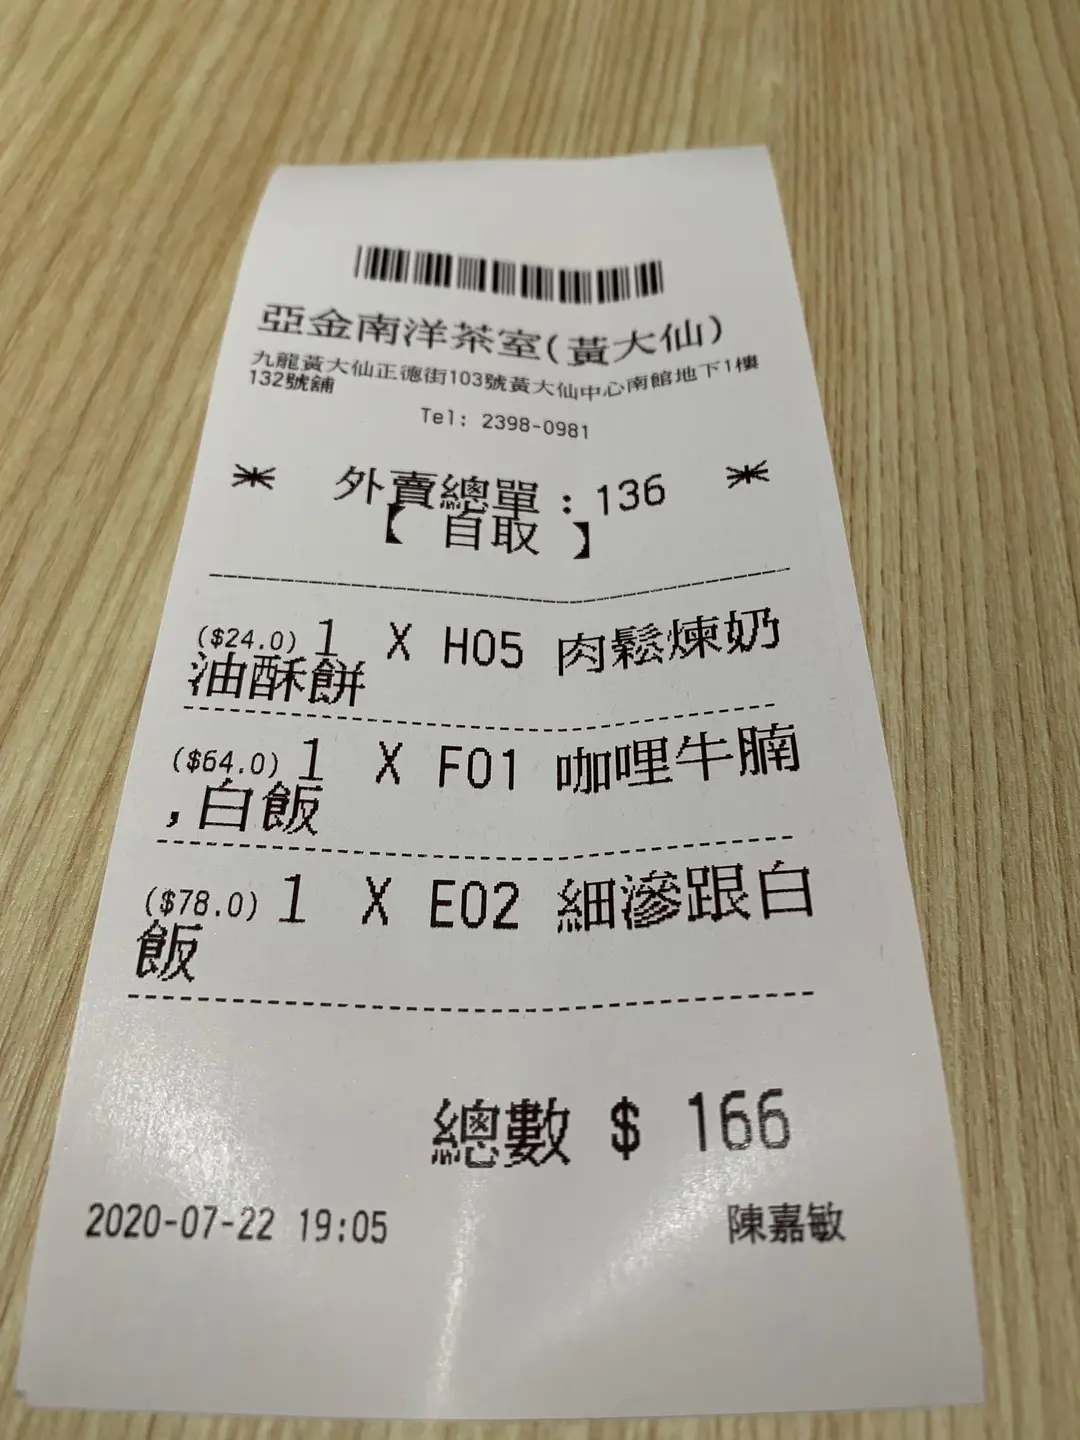 亞金南洋茶室(黃大仙)
九龍黃大仙正德街103號黃大仙中心南館地下1樓
132號舖
Tel: 2398-0981
* 外賣總單 : 136 *
【 自取 】
($24.0) 1 X H05 肉鬆煉奶
油酥餅
($64.0) 1 X F01 咖哩牛腩
,白飯
($78.0) 1 X E02 細滲跟白
飯
總數 $ 166
2020-07-22 19:05 陳嘉敏